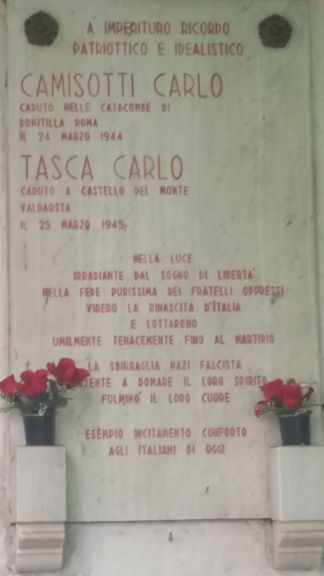 A IMPERITURO RICORDO
PATRIOTTICO E IDEALISTICO
CAMISOTTI CARLO
CADUTO NELLE CATACOMBE DI
DOMITILLA ROMA
IL 24 MARZO 1944
TASCA CARLO
CADUTO A CASTELLO DEL MONTE
VALDAOSTA
IL 25 MARZO 1945
NELLA LUCE
IRRADIANTE DAL SOGNO DI LIBERTA'
NELLA FEDE PURISSIMA DEI FRATELLI OPPRESSI
VIDERO LA RINASCITA D'ITALIA
E LOTTARONO
UMILMENTE TENACEMENTE FINO AL MARTIRIO
LA SBIRRAGLIA NAZI FASCISTA
A DOMARE IL LORO SPIRITO
FULMINO' IL LORO CUORE
ESEMPIO INCITAMENTO CONFORTO
AGLI ITALIANI DI OGGI